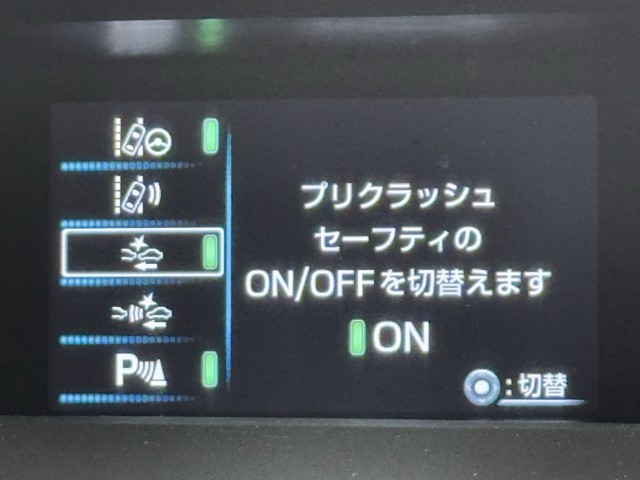 プリクラッシュ
セーフティの
ON/OFFを切替えます
ON
P
:切替